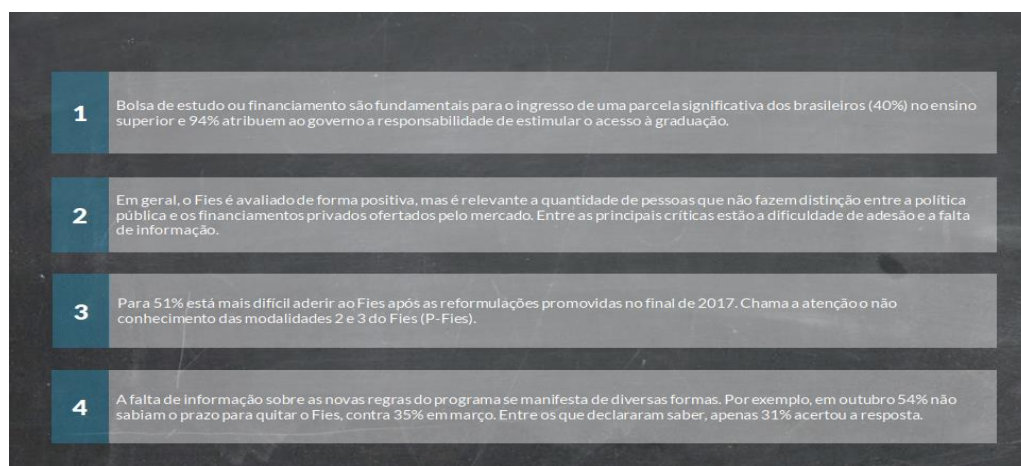 1
Bolsa de estudo ou financiamento são fundamentais para o ingresso de uma parcela significativa dos brasileiros (40%) no ensino
superior e 94% atribuem ao governo a responsabilidade de estimular o acesso à graduação.
2
Em geral, o Fies é avaliado de forma positiva, mas é relevante a quantidade de pessoas que não fazem distinção entre a política
pública e os financiamentos privados ofertados pelo mercado. Entre as principais críticas estão a dificuldade de adesão e a falta
de informação.
3
Para 51% está mais difícil aderir ao Fies após as reformulações promovidas no final de 2017. Chama a atenção o não
conhecimento das modalidades 2 e 3 do Fies (P-Fies).
4
A falta de informação sobre as novas regras do programa se manifesta de diversas formas. Por exemplo, em outubro 54% não
sabiam o prazo para quitar o Fies, contra 35% em março. Entre os que declararam saber, apenas 31% acertou a resposta.